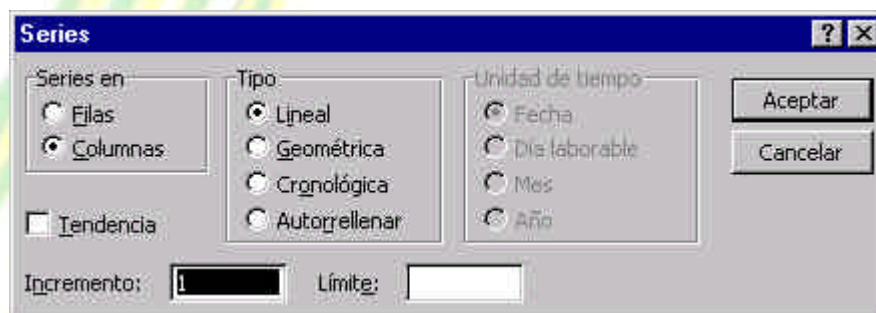 Series
Series en
Filas
Columnas
Tendencia
Tipo
Lineal
Geométrica
Cronológica
Autorrellenar
Unidad de tiempo
Fecha
Día laborable
Mes
Año
Aceptar
Cancelar
Incremento: 1
Límite: